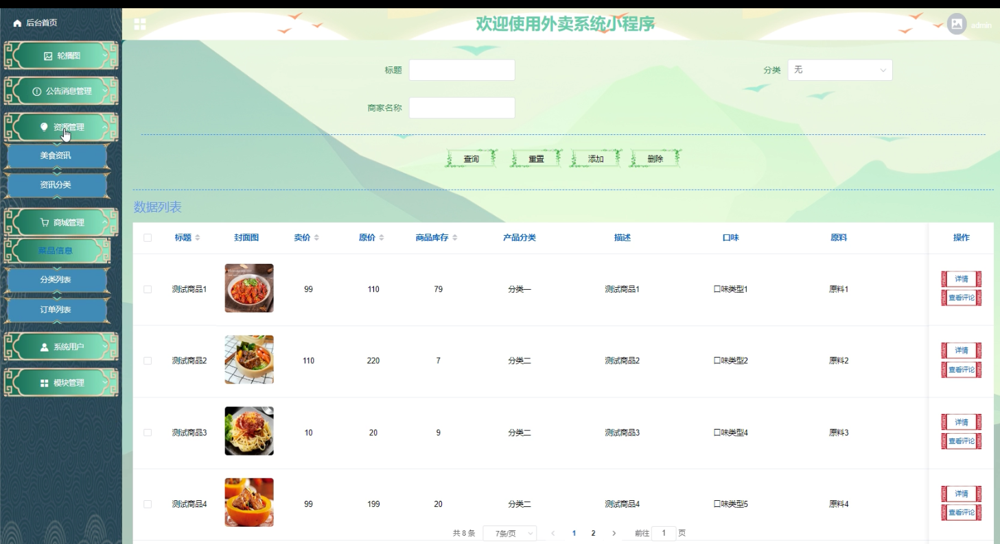 后台首页
欢迎使用外卖系统小程序
admin
轮播图
公告消息管理
资源管理
美食资讯
资讯分类
商城管理
菜品信息
分类列表
订单列表
系统用户
模块管理
标题
分类 无
商家名称
查询 重置 添加 删除
数据列表
标题 封面图 卖价 原价 商品库存 产品分类 描述 口味 原料 操作
测试商品1 99 110 79 分类一 测试商品1 口味类型1 原料1 详情
查看评论
测试商品2 110 220 7 分类二 测试商品2 口味类型2 原料2 详情
查看评论
测试商品3 10 20 9 分类二 测试商品3 口味类型4 原料3 详情
查看评论
测试商品4 99 199 20 分类二 测试商品4 口味类型5 原料4 详情
查看评论
共 8 条 7条/页 1 2 前往 1 页